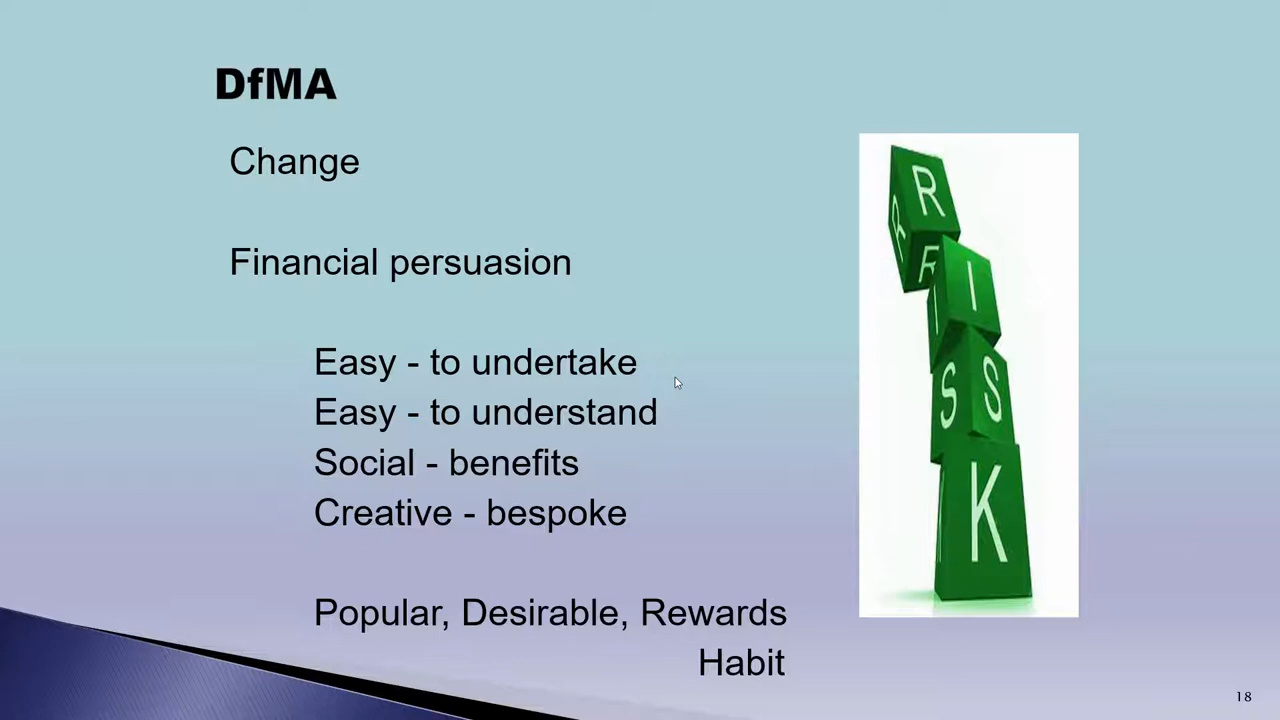 DfMA
Change
Financial persuasion
Easy - to undertake
Easy - to understand
Social - benefits
Creative - bespoke
Popular, Desirable, Rewards
Habit
R
R
R
I
I
S
S
K
18